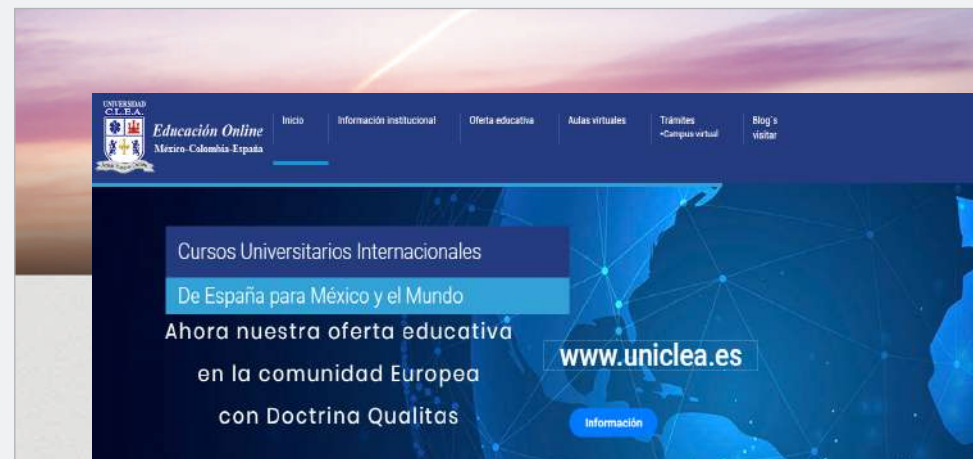 UNIVERSIDAD
C.L.E.A.
Educación Online
México-Colombia-España
Inicio
Información institucional
Oferta educativa
Aulas virtuales
Trámites
•Campus virtual
Blog´s
visitar
Cursos Universitarios Internacionales
De España para México y el Mundo
Ahora nuestra oferta educativa
en la comunidad Europea
con Doctrina Qualitas
www.uniclea.es
Información